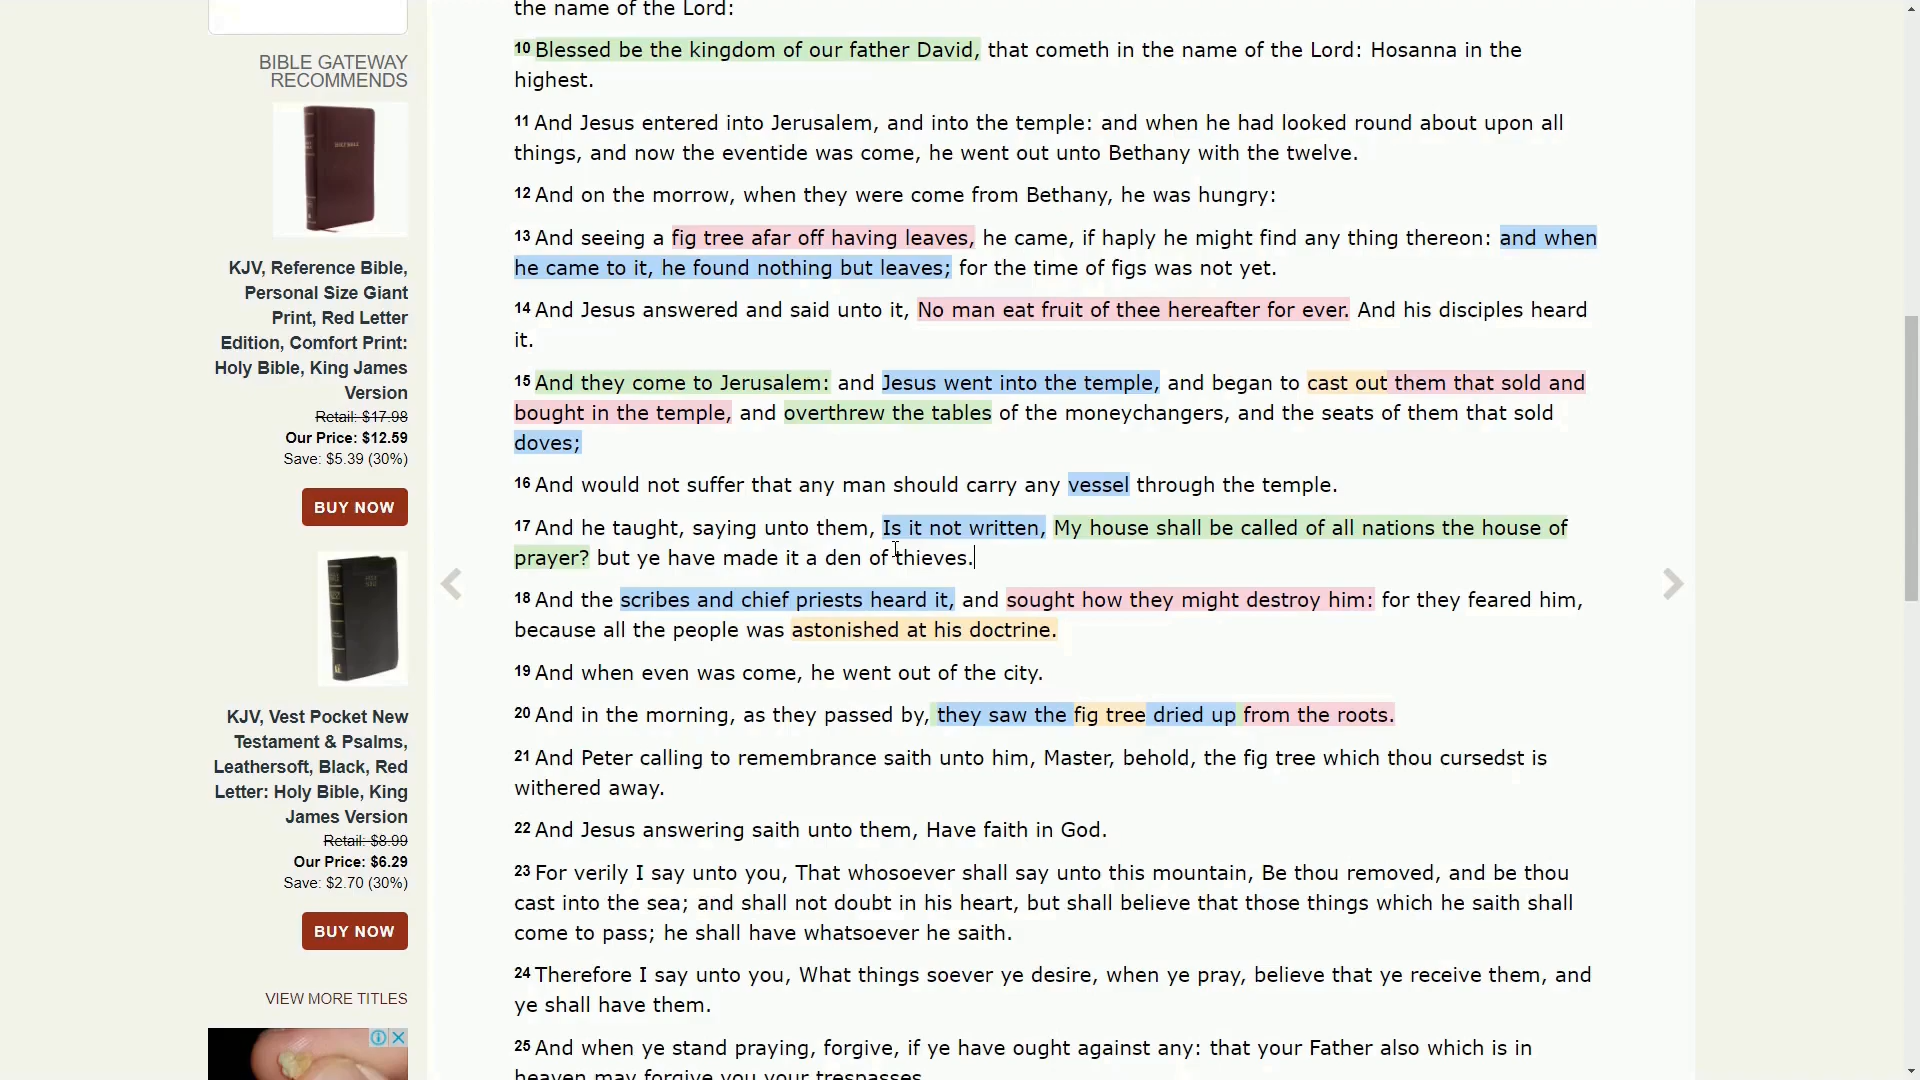 BIBLE GATEWAY
RECOMMENDS
KJV, Reference Bible,
Personal Size Giant
Print, Red Letter
Edition, Comfort Print:
Holy Bible, King James
Version
Retail: $17.98
Our Price: $12.59
Save: $5.39 (30%)
BUY NOW
KJV, Vest Pocket New
Testament & Psalms,
Leathersoft, Black, Red
Letter: Holy Bible, King
James Version
Retail: $8.99
Our Price: $6.29
Save: $2.70 (30%)
BUY NOW
VIEW MORE TITLES
the name of the Lord:
10 Blessed be the kingdom of our father David, that cometh in the name of the Lord: Hosanna in the
highest.
11 And Jesus entered into Jerusalem, and into the temple: and when he had looked round about upon all
things, and now the eventide was come, he went out unto Bethany with the twelve.
12 And on the morrow, when they were come from Bethany, he was hungry:
13 And seeing a fig tree afar off having leaves, he came, if haply he might find any thing thereon: and when
he came to it, he found nothing but leaves; for the time of figs was not yet.
14 And Jesus answered and said unto it, No man eat fruit of thee hereafter for ever. And his disciples heard
it.
15 And they come to Jerusalem: and Jesus went into the temple, and began to cast out them that sold and
bought in the temple, and overthrew the tables of the moneychangers, and the seats of them that sold
doves;
16 And would not suffer that any man should carry any vessel through the temple.
17 And he taught, saying unto them, Is it not written, My house shall be called of all nations the house of
prayer? but ye have made it a den of thieves.
18 And the scribes and chief priests heard it, and sought how they might destroy him: for they feared him,
because all the people was astonished at his doctrine.
19 And when even was come, he went out of the city.
20 And in the morning, as they passed by, they saw the fig tree dried up from the roots.
21 And Peter calling to remembrance saith unto him, Master, behold, the fig tree which thou cursedst is
withered away.
22 And Jesus answering saith unto them, Have faith in God.
23 For verily I say unto you, That whosoever shall say unto this mountain, Be thou removed, and be thou
cast into the sea; and shall not doubt in his heart, but shall believe that those things which he saith shall
come to pass; he shall have whatsoever he saith.
24 Therefore I say unto you, What things soever ye desire, when ye pray, believe that ye receive them, and
ye shall have them.
25 And when ye stand praying, forgive, if ye have ought against any: that your Father also which is in
heaven may forgive you your trespasses.